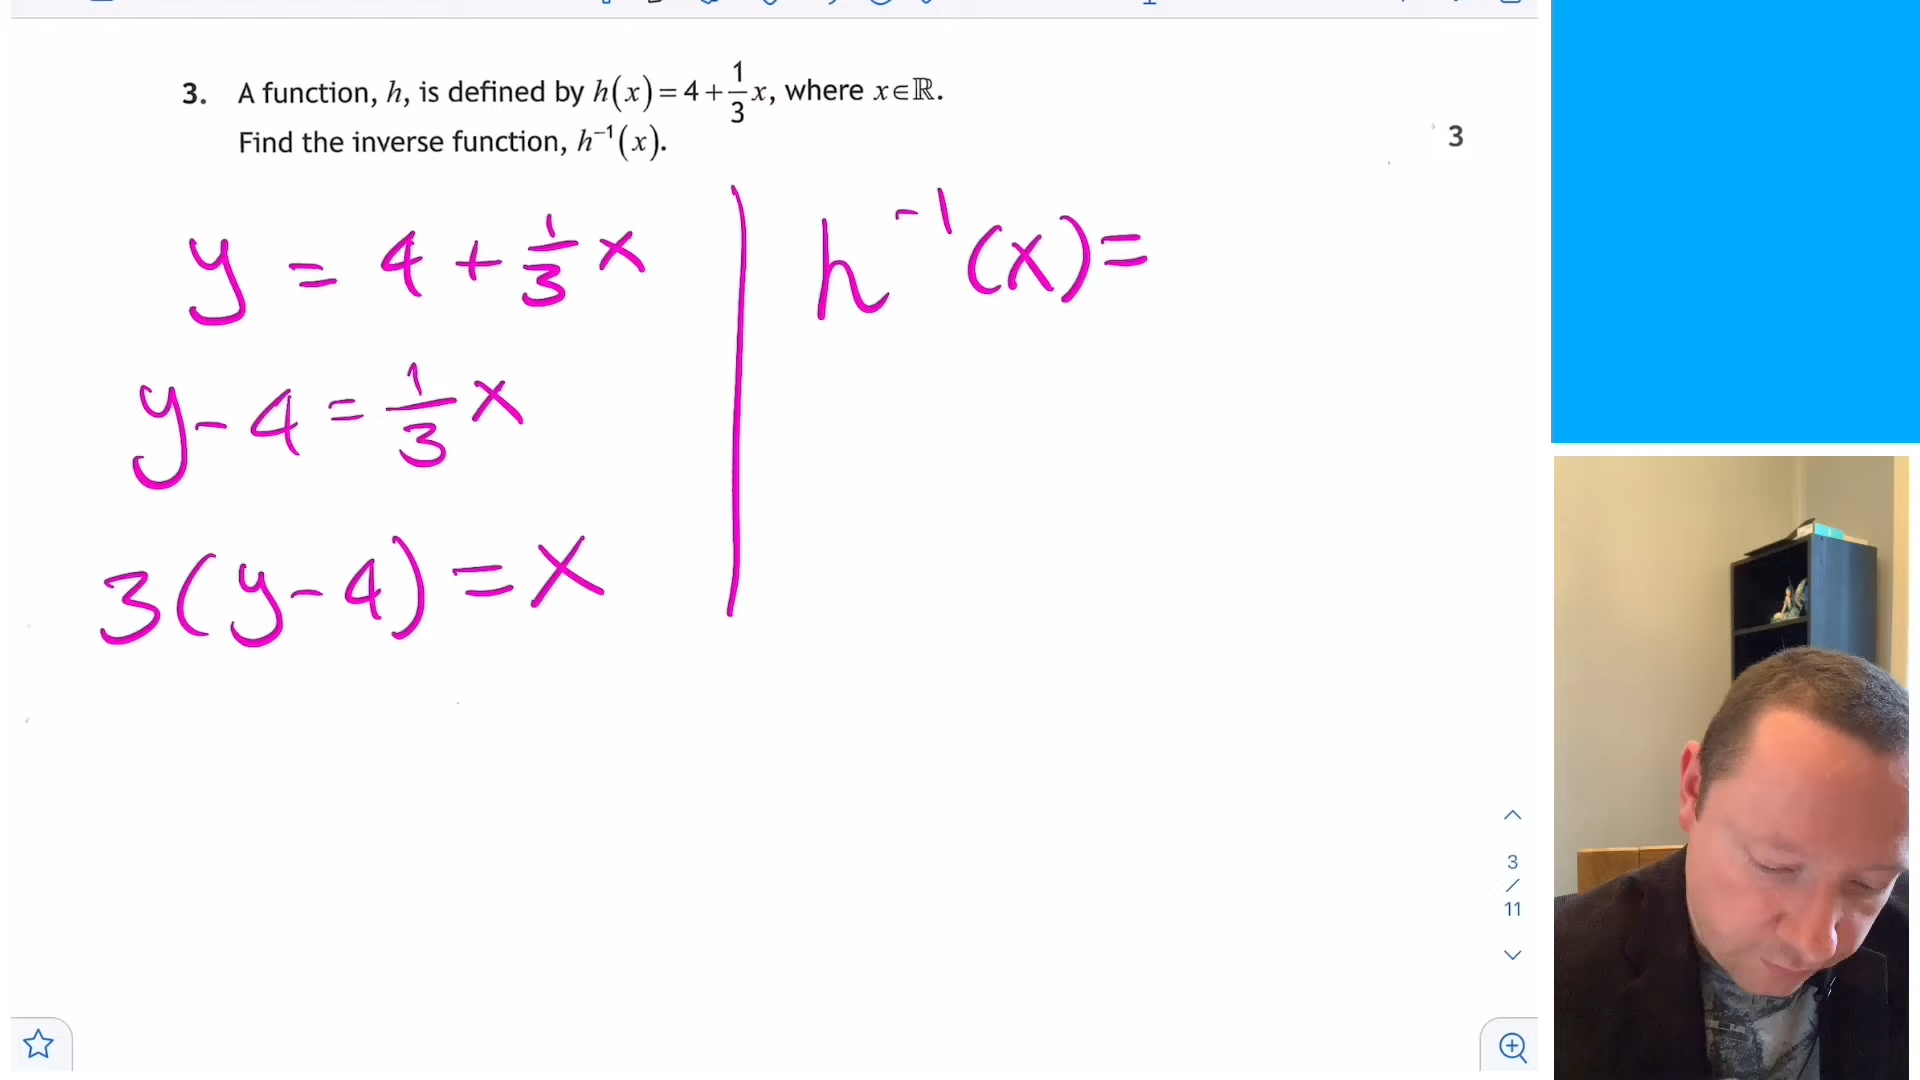 3. A function, h, is defined by h(x) = 4 + 1/3 x, where x∈ℝ.
Find the inverse function, h⁻¹(x).
3
y = 4 + 1/3 x
y - 4 = 1/3 x
3(y - 4) = x
h⁻¹(x) =
3
/
11